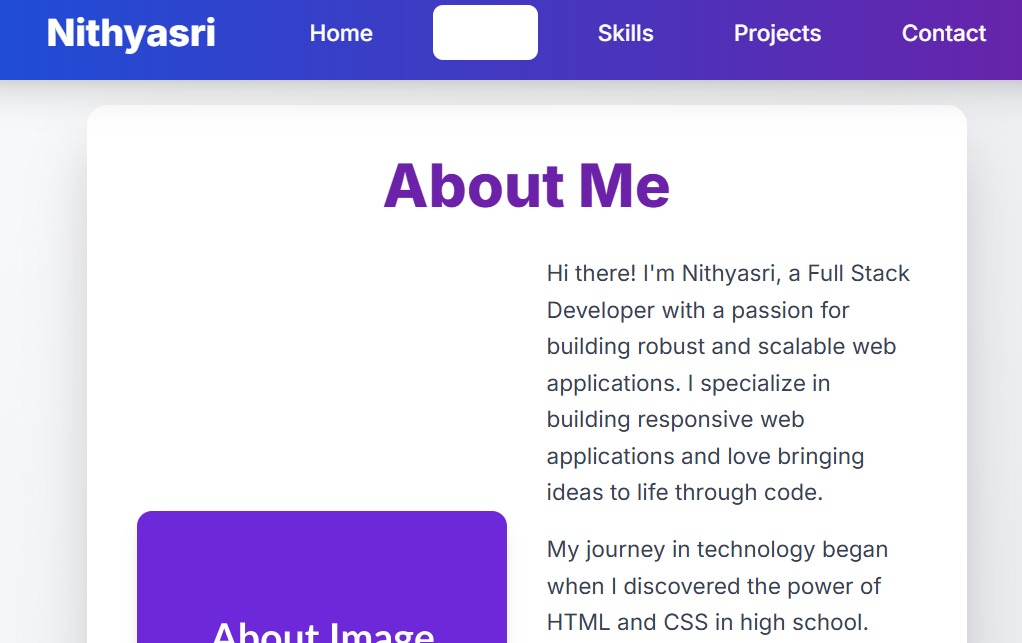 Nithyasri Home Skills Projects Contact
About Me
Hi there! I'm Nithyasri, a Full Stack
Developer with a passion for
building robust and scalable web
applications. I specialize in
building responsive web
applications and love bringing
ideas to life through code.
My journey in technology began
when I discovered the power of
HTML and CSS in high school.
About Image